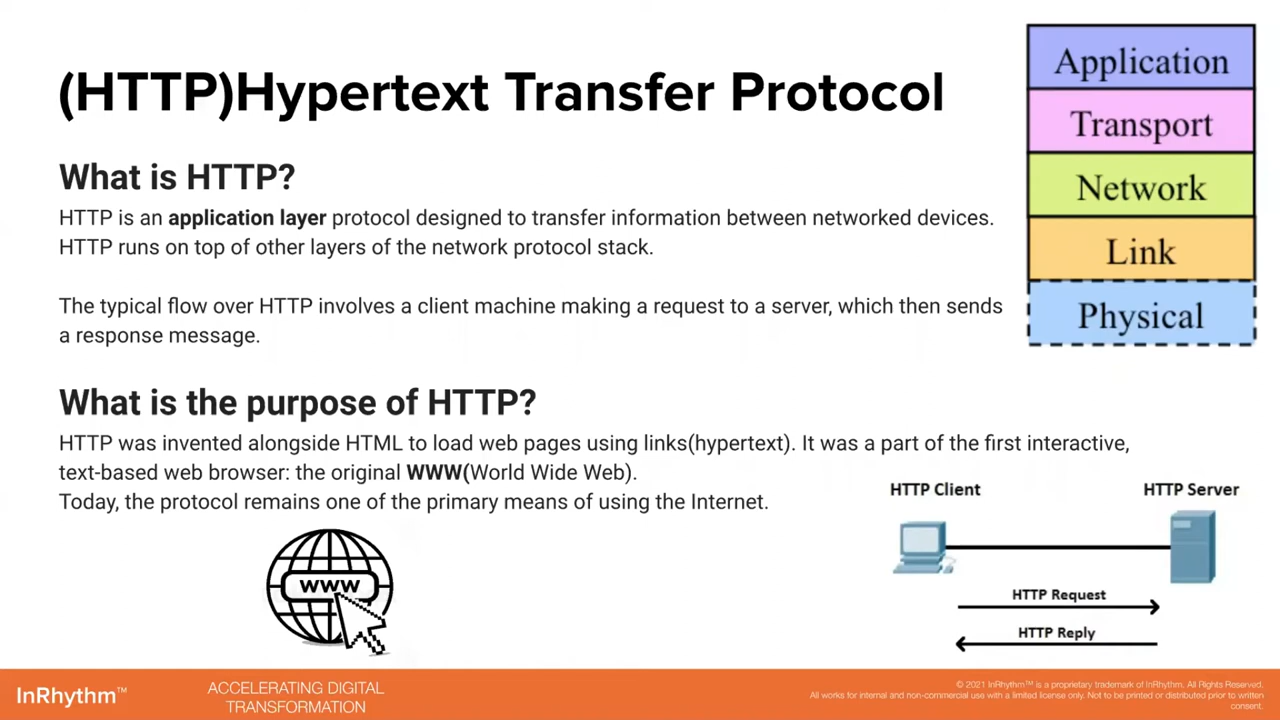 (HTTP)Hypertext Transfer Protocol
What is HTTP?
HTTP is an application layer protocol designed to transfer information between networked devices.
HTTP runs on top of other layers of the network protocol stack.
The typical flow over HTTP involves a client machine making a request to a server, which then sends
a response message.
What is the purpose of HTTP?
HTTP was invented alongside HTML to load web pages using links(hypertext). It was a part of the first interactive,
text-based web browser: the original WWW(World Wide Web).
Today, the protocol remains one of the primary means of using the Internet.
Application
Transport
Network
Link
Physical
www
HTTP Client
HTTP Server
HTTP Request
HTTP Reply
InRhythm™
ACCELERATING DIGITAL
TRANSFORMATION
© 2021 InRhythm™ is a proprietary trademark of InRhythm. All Rights Reserved.
All works for internal and non-commercial use with a limited license only. Not to be printed or distributed prior to written
consent.